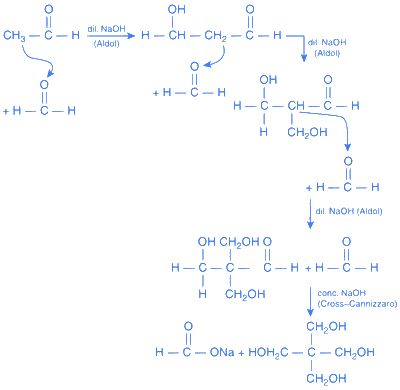 O OH O
CH3 — C — H dil. NaOH (Aldol) H — C — CH2 — C — H dil. NaOH (Aldol)
O O
+ H — C — H + H — C — H
OH O
H — C — CH — C — H
H CH2OH
O
+ H — C — H
dil. NaOH (Aldol)
OH CH2OH O O
H — C — C — C — H + H — C — H
H CH2OH
conc. NaOH
(Cross–Cannizzaro)
O CH2OH
H — C — ONa + HOH2C — C — CH2OH
CH2OH